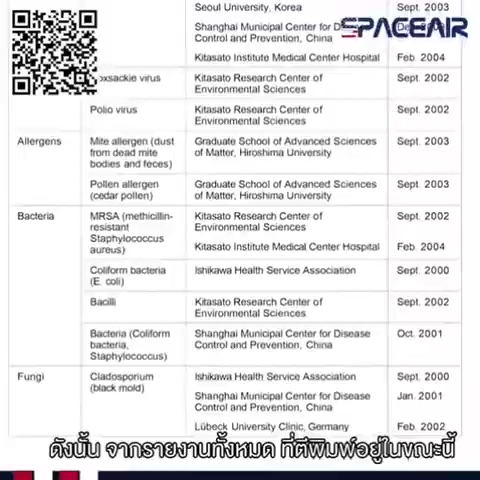 Seoul University, Korea Sept. 2003
SPACEAIR
Shanghai Municipal Center for
Control and Prevention, China
Kitasato Institute Medical Center Hospital Feb. 2004
virus Kitasato Research Center of Sept. 2002
Environmental Sciences
Polio virus Kitasato Research Center of Sept. 2002
Environmental Sciences
Allergens Mite allergen (dust Graduate School of Advanced Sciences Sept. 2003
from dead mite of Matter, Hiroshima University
bodies and feces)
Pollen allergen Graduate School of Advanced Sciences Sept. 2003
(cedar pollen) of Matter, Hiroshima University
Bacteria MRSA (methicillin- Kitasato Research Center of Sept. 2002
resistant Environmental Sciences
Staphylococcus
aureus) Kitasato Institute Medical Center Hospital Feb. 2004
Coliform bacteria Ishikawa Health Service Association Sept. 2000
(E. coli)
Bacilli Kitasato Research Center of Sept. 2002
Environmental Sciences
Bacteria (Coliform Shanghai Municipal Center for Disease Oct. 2001
bacteria, Control and Prevention, China
Staphylococcus)
Fungi Cladosporium Ishikawa Health Service Association Sept. 2000
(black mold)
Shanghai Municipal Center for Disease Jan. 2001
Control and Prevention, China
Lübeck University Clinic, Germany Feb. 2002
ดังนั้น จากรายงานทั้งหมด ที่ตีพิมพ์อยู่ในขณะนี้